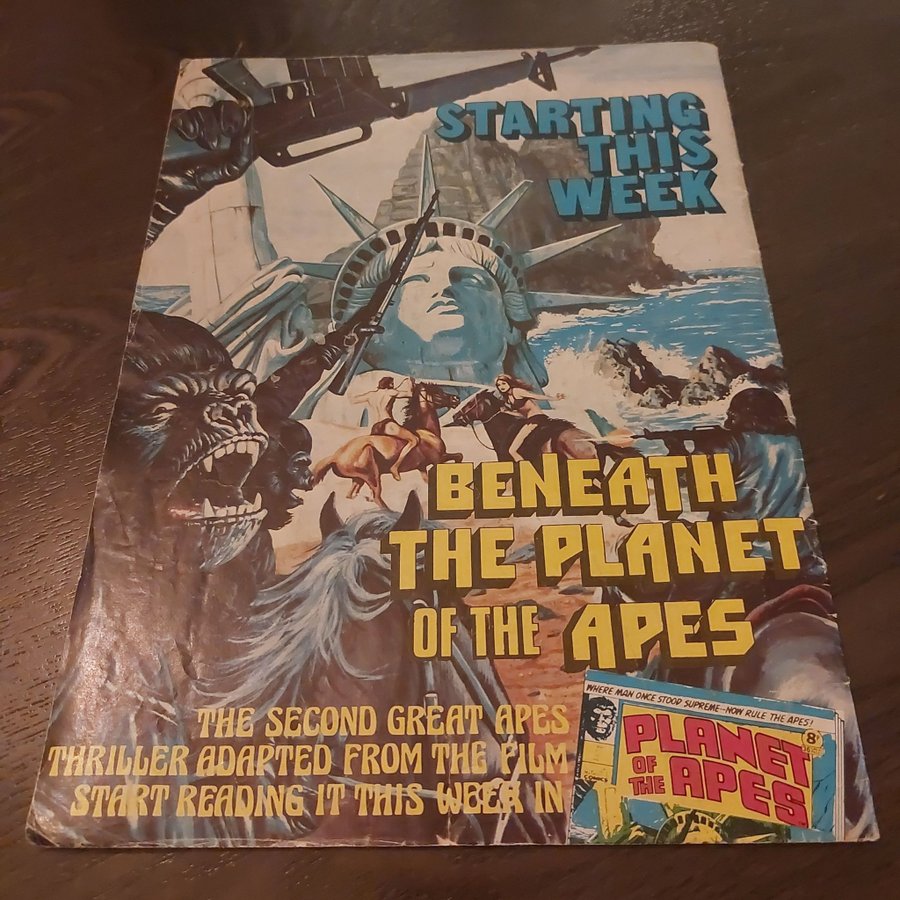 STARTING
THIS
WEEK
BENEATH
THE PLANET
OF THE APES
THE SECOND GREAT APES
THRILLER ADAPTED FROM THE FILM
START READING IT THIS WEEK IN
WHERE MAN ONCE STOOD SUPREME--NOW RULE THE APES!
8P
PLANET
OF THE APES
COMICS